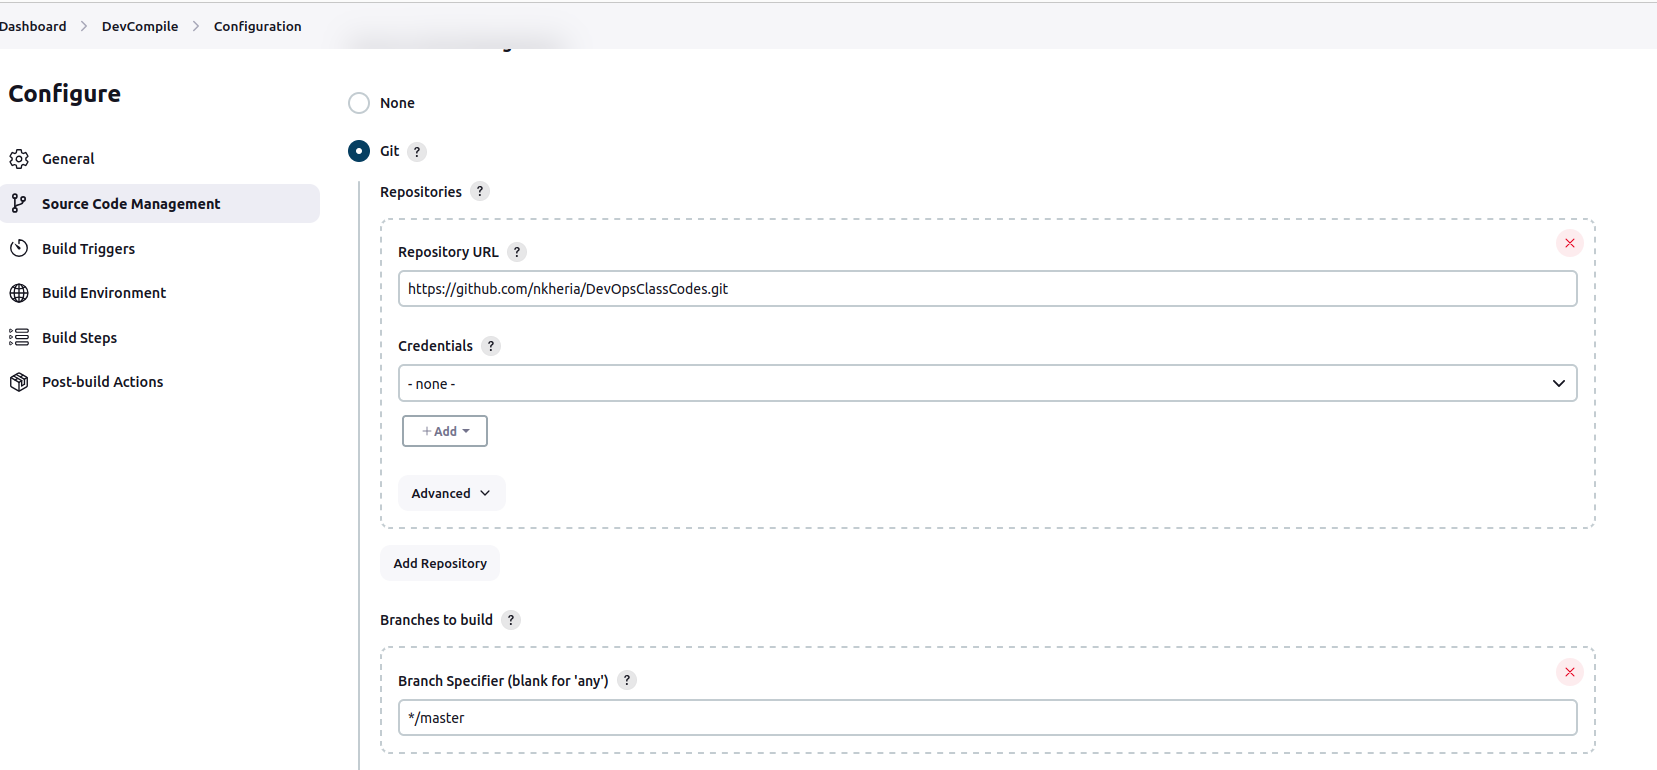 Dashboard > DevCompile > Configuration
Configure
General
Source Code Management
Build Triggers
Build Environment
Build Steps
Post-build Actions
None
Git ?
Repositories ?
Repository URL ?
https://github.com/nkheria/DevOpsClassCodes.git
Credentials ?
- none -
+ Add
Advanced
Add Repository
Branches to build ?
Branch Specifier (blank for 'any') ?
*/master